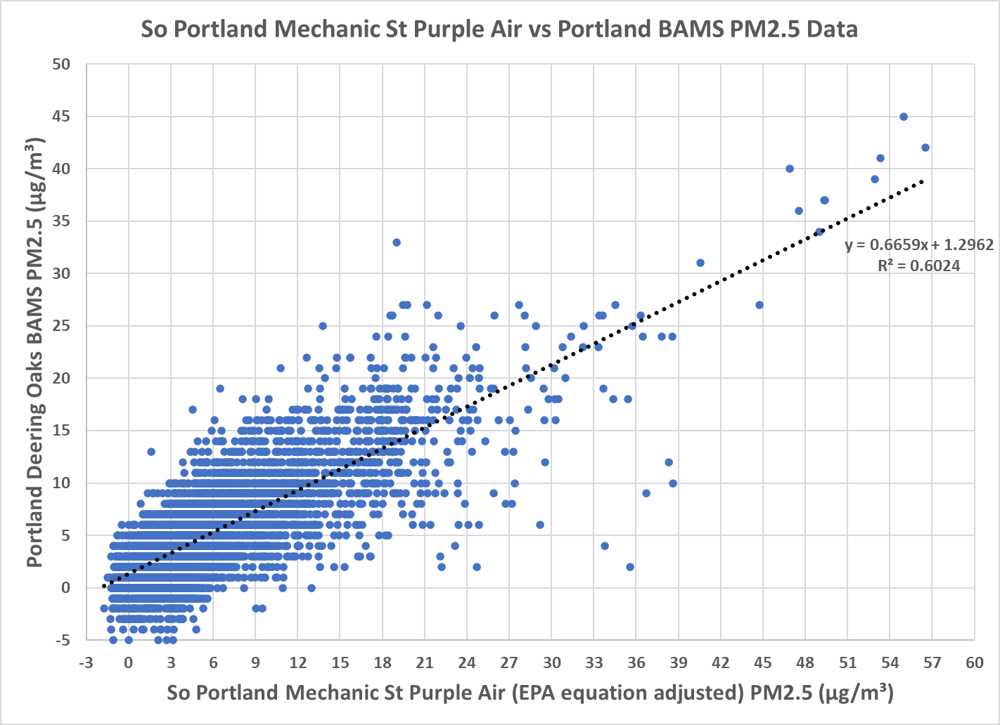 So Portland Mechanic St Purple Air vs Portland BAMS PM2.5 Data
50
45
40
35
30
25
20
15
10
5
0
-5
Portland Deering Oaks BAMS PM2.5 (µg/m³)
y = 0.6659x + 1.2962
R² = 0.6024
-3 0 3 6 9 12 15 18 21 24 27 30 33 36 39 42 45 48 51 54 57 60
So Portland Mechanic St Purple Air (EPA equation adjusted) PM2.5 (µg/m³)